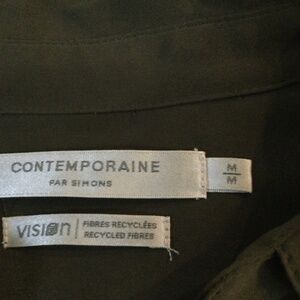 CONTEMPORAINE
PAR SIMONS
M
M
VISION
FIBRES RECYCLÉES
RECYCLED FIBRES